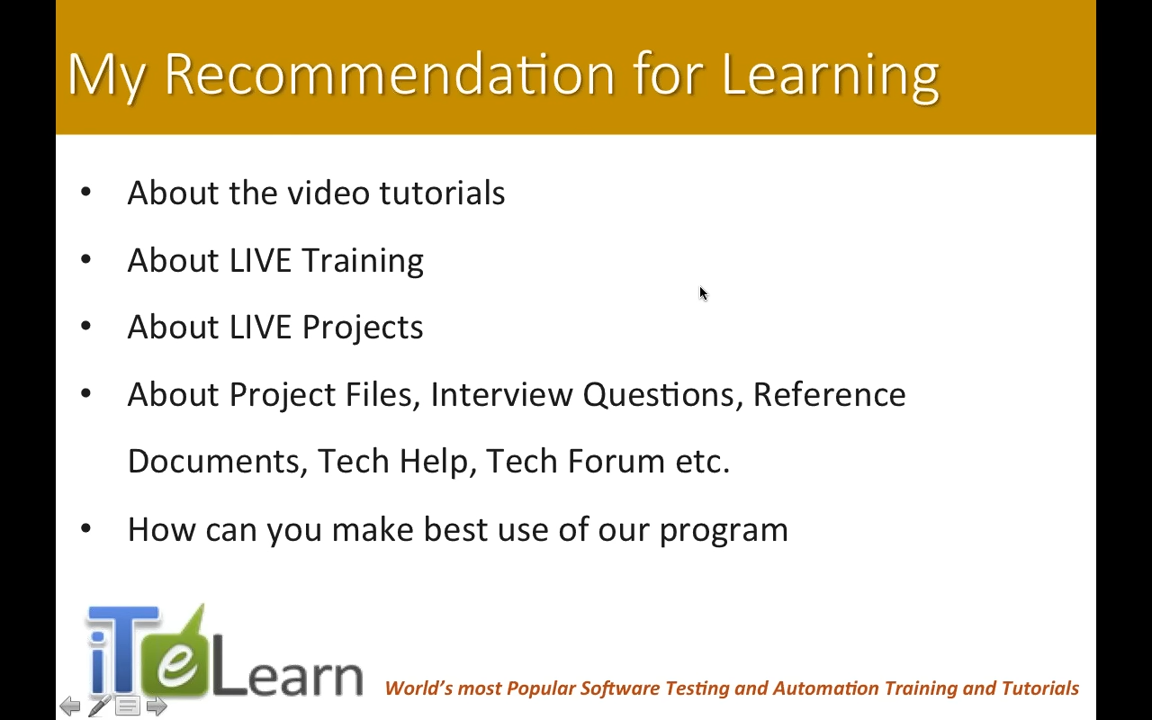 My Recommendation for Learning
• About the video tutorials
• About LIVE Training
• About LIVE Projects
• About Project Files, Interview Questions, Reference
Documents, Tech Help, Tech Forum etc.
• How can you make best use of our program
iTeLearn
World's most Popular Software Testing and Automation Training and Tutorials